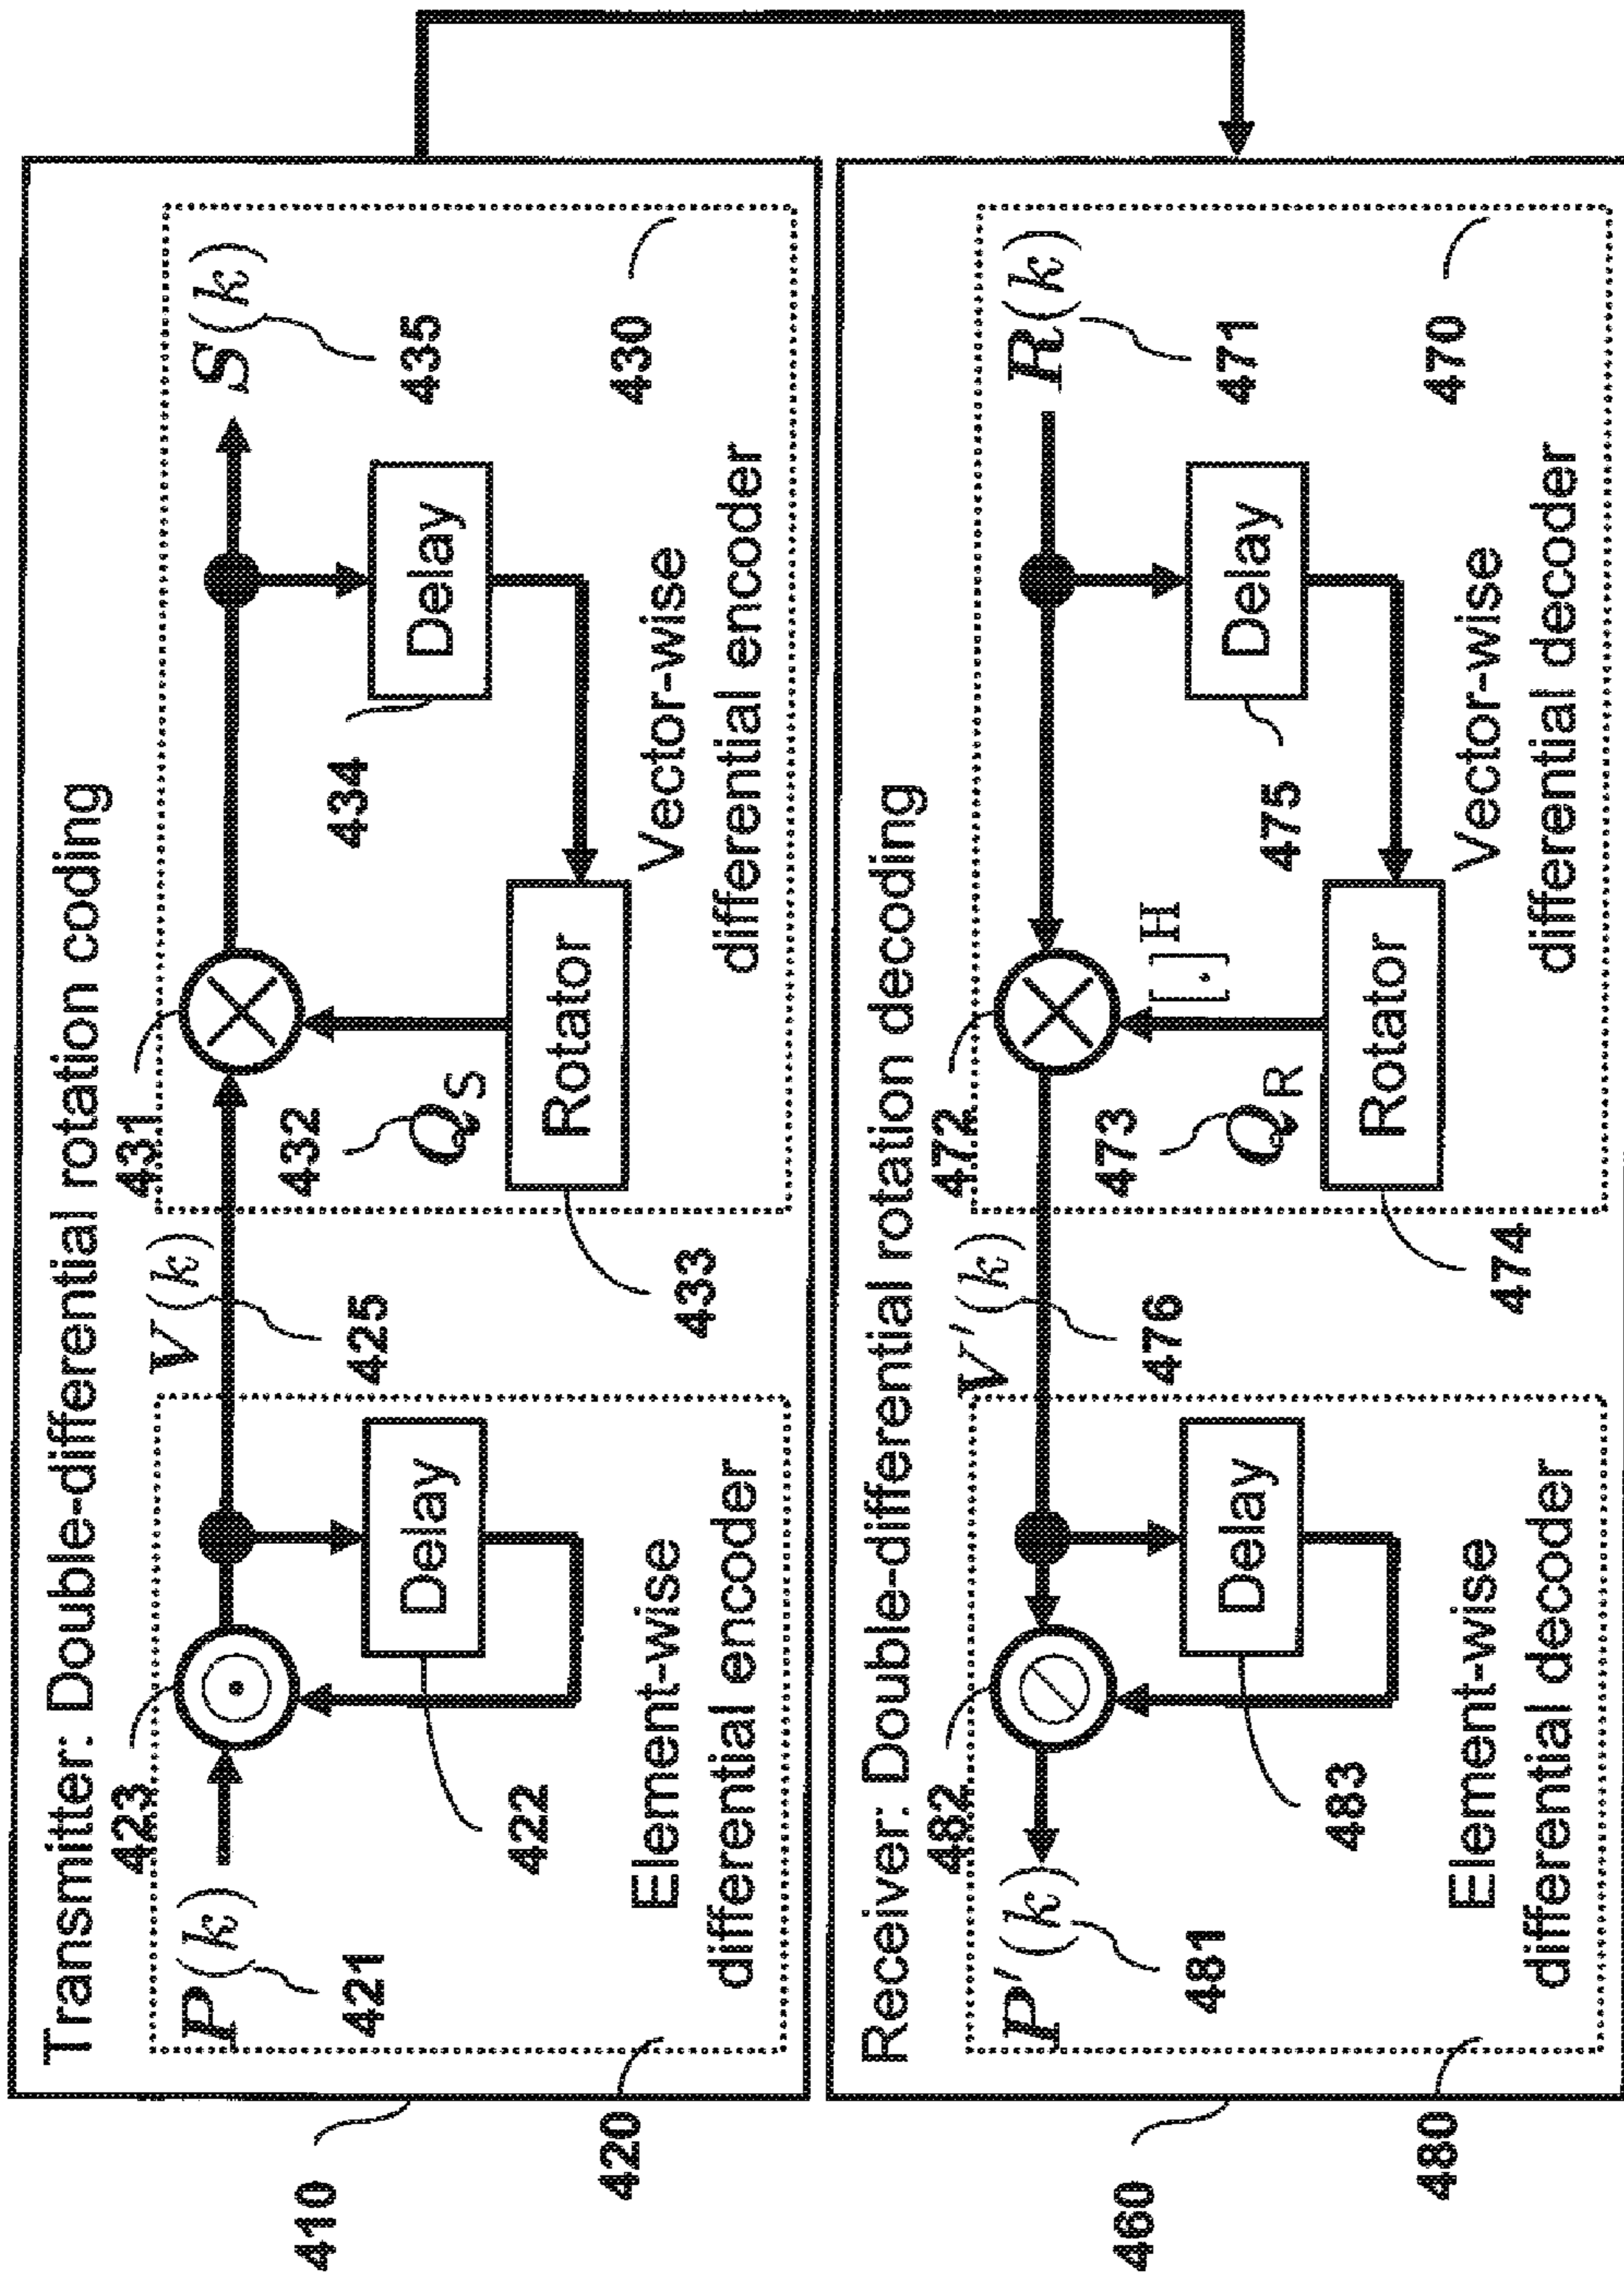 Transmitter: Double-differential rotation coding
410
420
P(k)
421
423
422
Delay
Element-wise
differential encoder
V(k)
425
431
432
Q_S
433
Rotator
434
Delay
S(k)
435
430
Vector-wise
differential encoder
Receiver: Double-differential rotation decoding
460
480
P'(k)
481
482
483
Delay
Element-wise
differential decoder
V'(k)
476
472
473
Q_R
[.]^H
474
Rotator
475
Delay
R(k)
471
470
Vector-wise
differential decoder